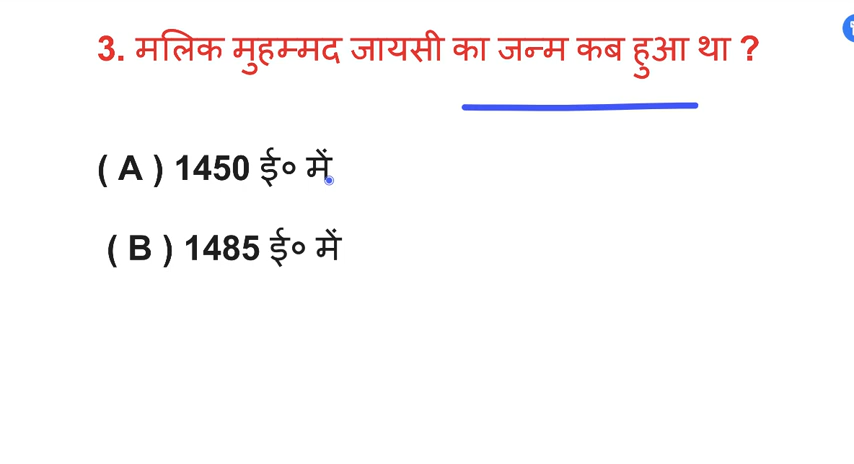 3. मलिक मुहम्मद जायसी का जन्म कब हुआ था ?
( A ) 1450 ई० में
( B ) 1485 ई० में